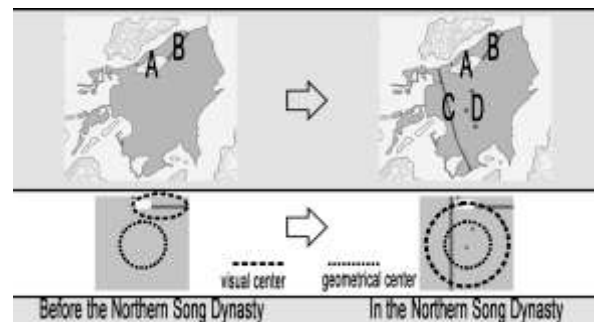 A B
A B
C D
visual center geometrical center
Before the Northern Song Dynasty In the Northern Song Dynasty